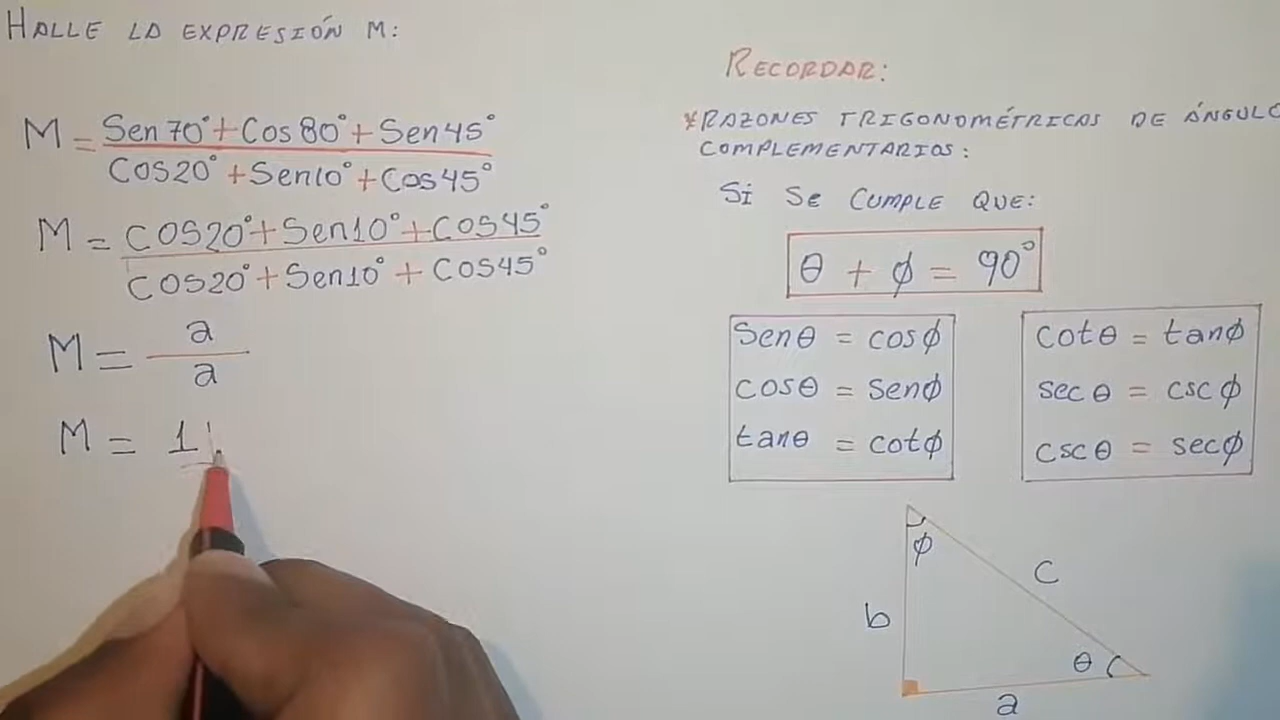 HALLE LA EXPRESIÓN M:
M = Sen70°+Cos80°+Sen45°
Cos20°+Sen10°+Cos45°
M = COS20°+Sen10°+COS45°
COS20°+Sen10°+COS45°
M = a
a
M = 1
RECORDAR:
*RAZONES TRIGONOMÉTRICAS DE ÁNGULO
COMPLEMENTARIOS:
Si SE CUMPLE QUE:
θ + φ = 90°
Senθ = cosφ
cosθ = senφ
tanθ = cotφ
cotθ = tanφ
secθ = cscφ
cscθ = secφ
φ
c
b
θ
a